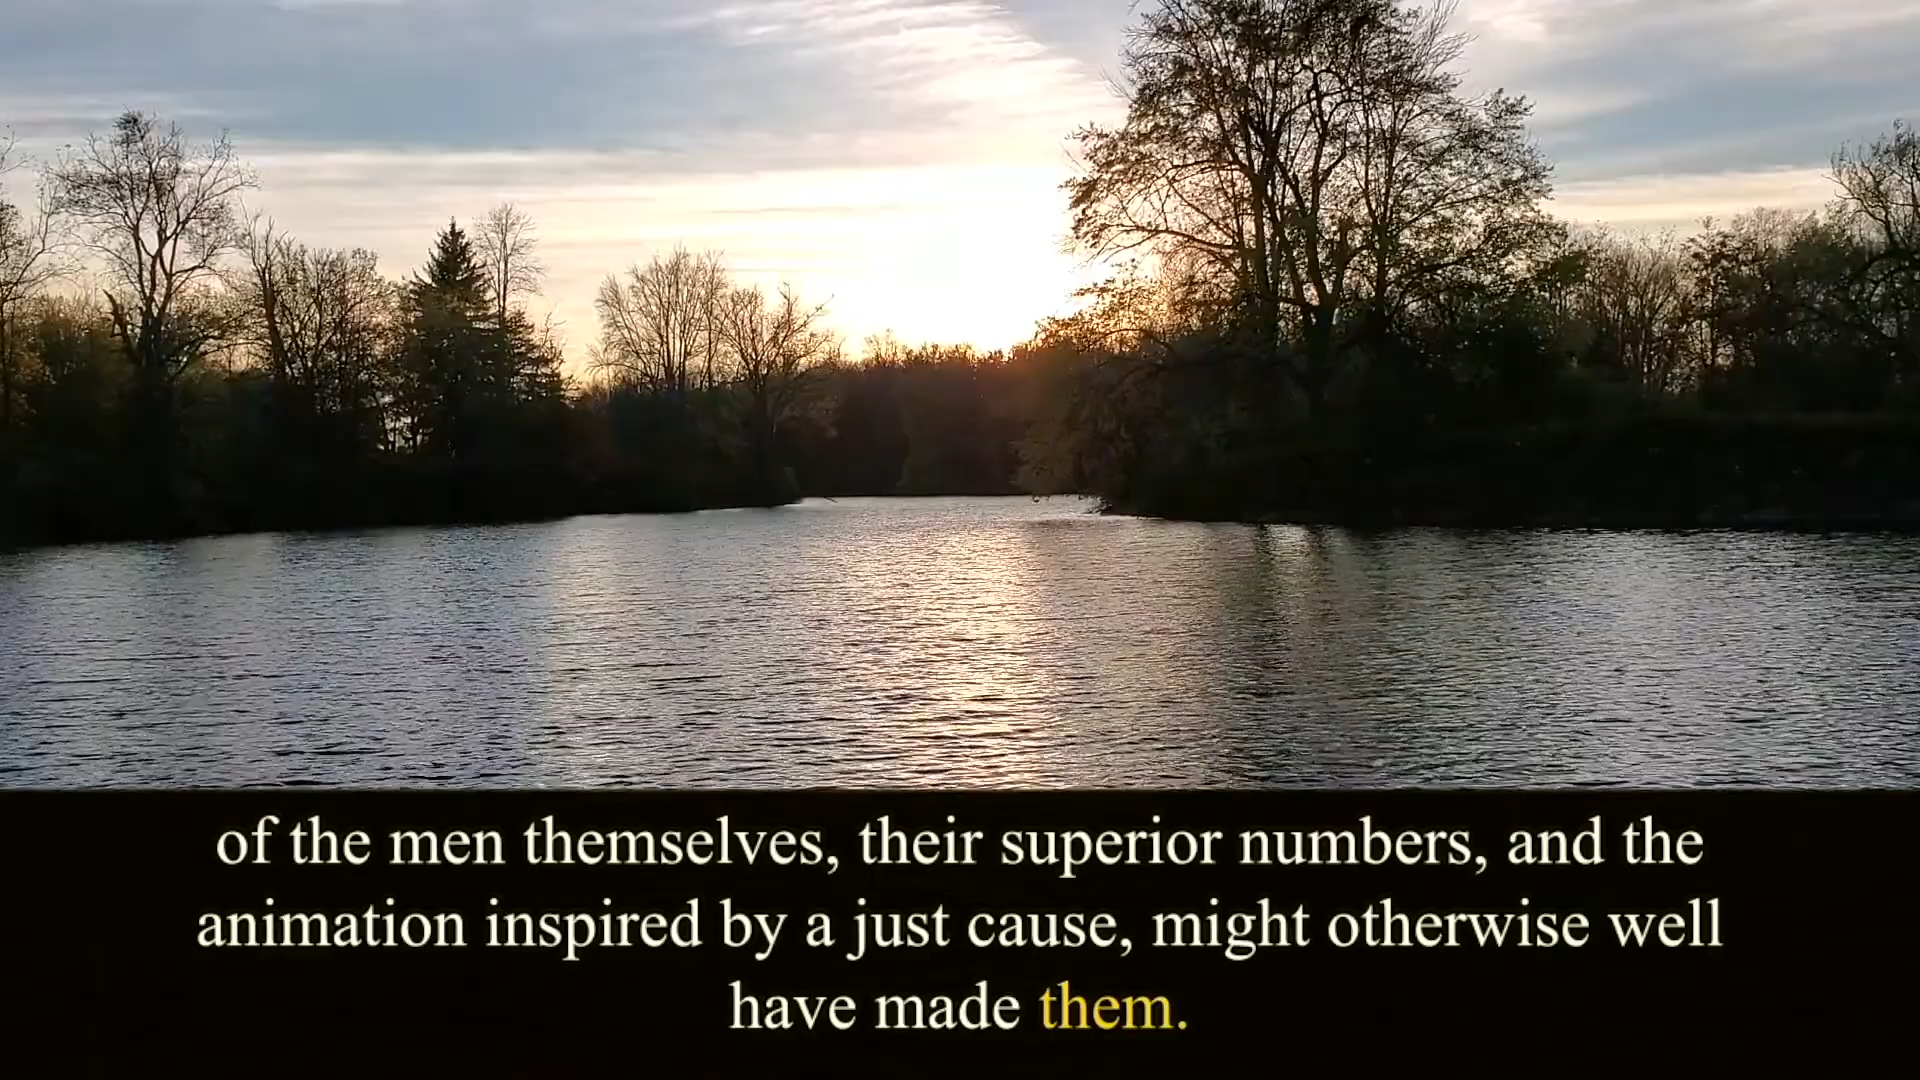 of the men themselves, their superior numbers, and the
animation inspired by a just cause, might otherwise well
have made them.